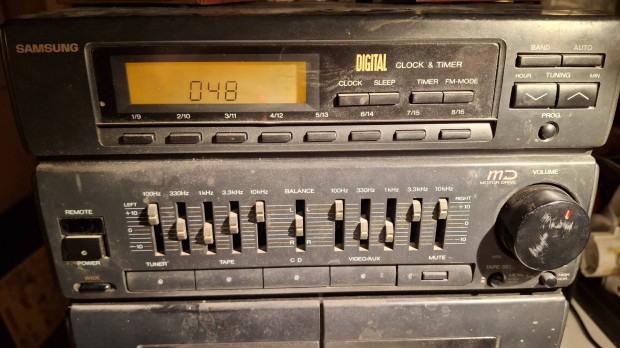 SAMSUNG
DIGITAL CLOCK & TIMER
BAND AUTO
048
CLOCK SLEEP TIMER FM-MODE
HOUR TUNING MIN
1/9 2/10 3/11 4/12 5/13 6/14 7/15 8/16
PROG.
MD
MOTOR DRIVE
VOLUME
100Hz 330Hz 1kHz 3.3kHz 10kHz BALANCE 100Hz 330Hz 1kHz 3.3kHz 10kHz
LEFT L L RIGHT
+10 +10
0 0
-10 R R -10
REMOTE
POWER
TUNER TAPE CD VIDEO/AUX MUTE